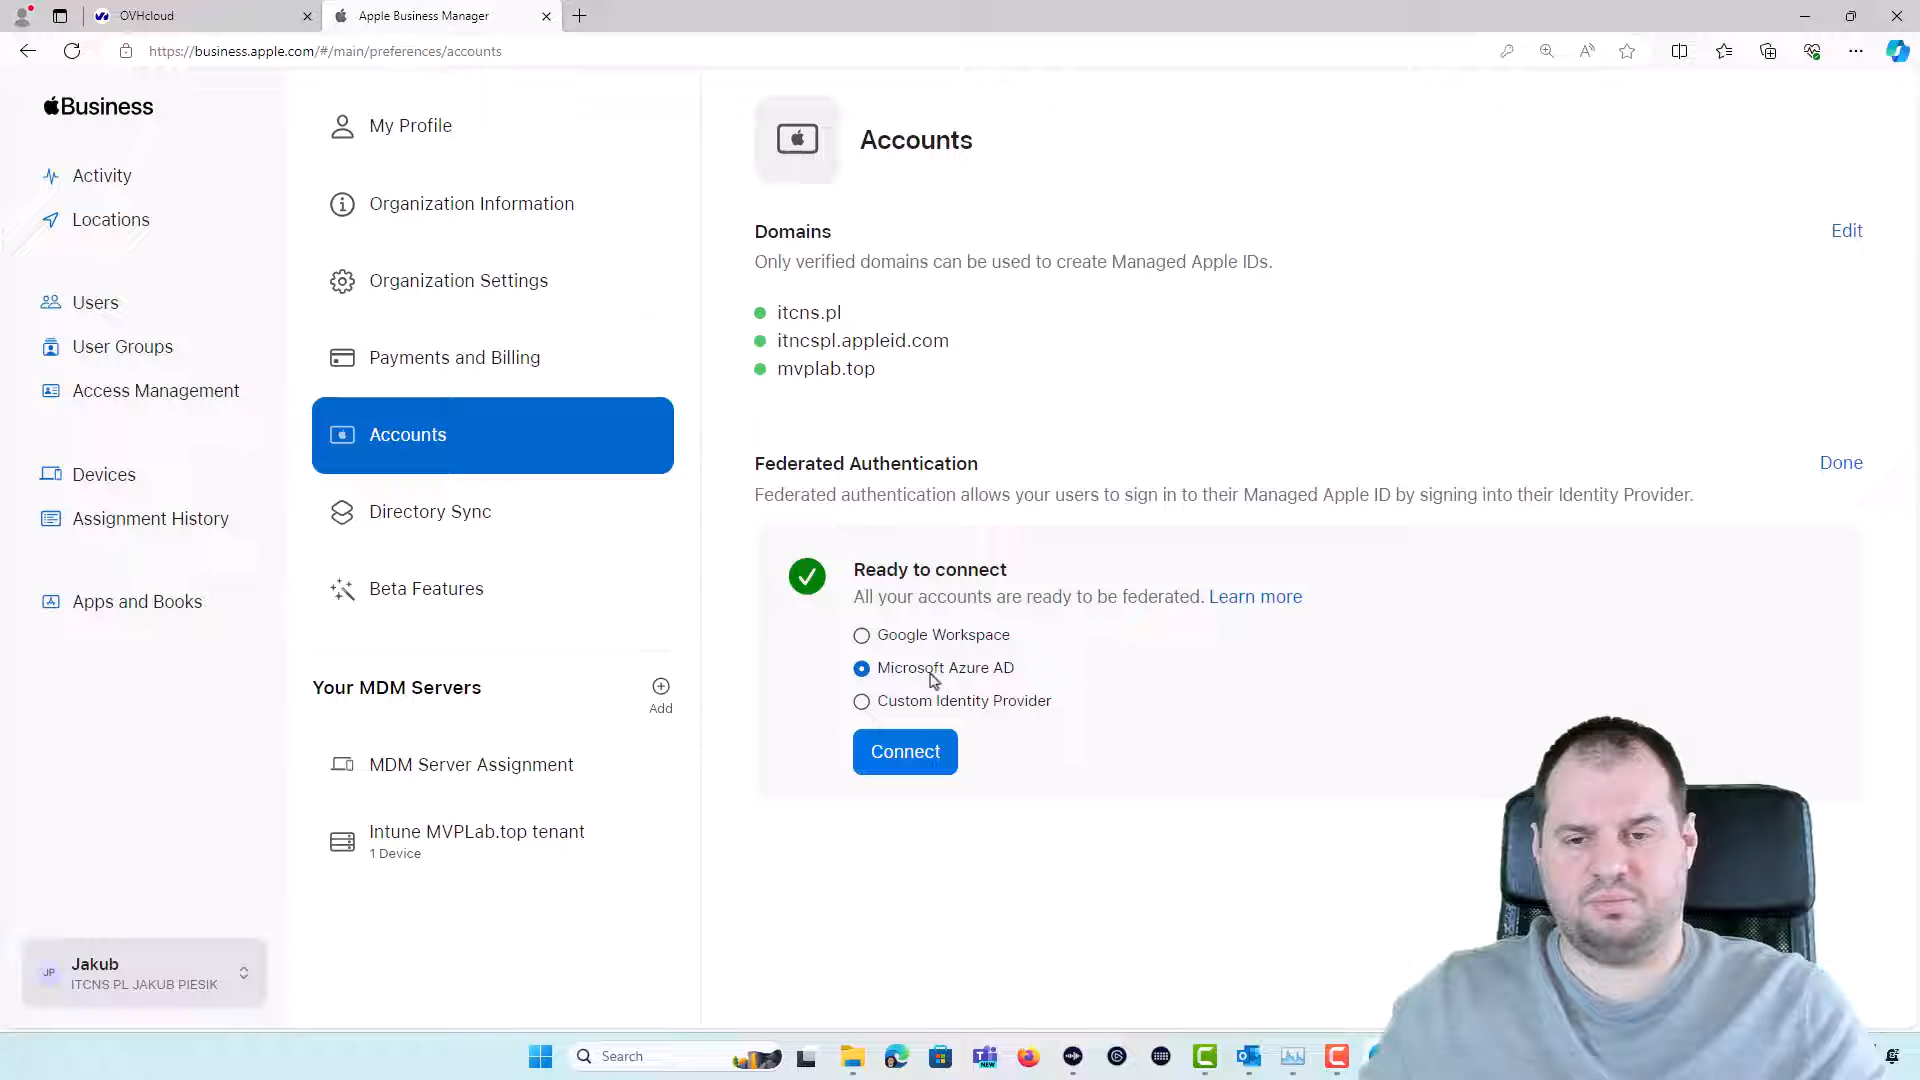 OVHcloud
Apple Business Manager
https://business.apple.com/#/main/preferences/accounts
Business
Activity
Locations
Users
User Groups
Access Management
Devices
Assignment History
Apps and Books
JP
Jakub
ITCNS PL JAKUB PIESIK
My Profile
Organization Information
Organization Settings
Payments and Billing
Accounts
Directory Sync
Beta Features
Your MDM Servers
Add
MDM Server Assignment
Intune MVPLab.top tenant
1 Device
Accounts
Domains
Edit
Only verified domains can be used to create Managed Apple IDs.
itcns.pl
itncspl.appleid.com
mvplab.top
Federated Authentication
Done
Federated authentication allows your users to sign in to their Managed Apple ID by signing into their Identity Provider.
Ready to connect
All your accounts are ready to be federated. Learn more
Google Workspace
Microsoft Azure AD
Custom Identity Provider
Connect
Search
NEW